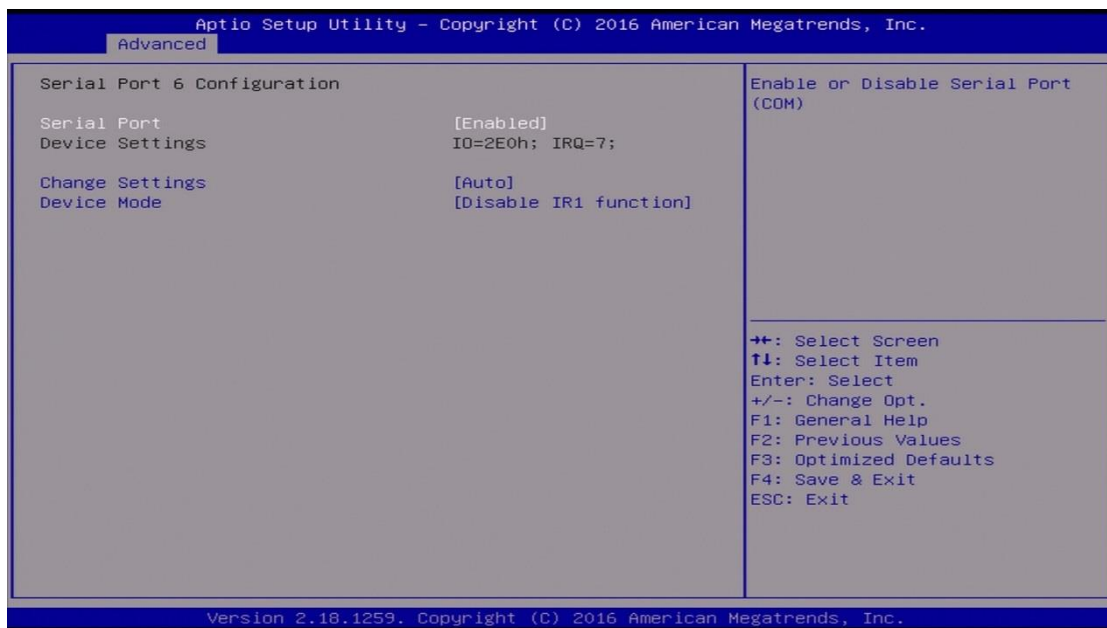 Aptio Setup Utility – Copyright (C) 2016 American Megatrends, Inc.
Advanced
Serial Port 6 Configuration
Serial Port [Enabled]
Device Settings IO=2E0h; IRQ=7;
Change Settings [Auto]
Device Mode [Disable IR1 function]
Enable or Disable Serial Port
(COM)
→←: Select Screen
↑↓: Select Item
Enter: Select
+/-: Change Opt.
F1: General Help
F2: Previous Values
F3: Optimized Defaults
F4: Save & Exit
ESC: Exit
Version 2.18.1259. Copyright (C) 2016 American Megatrends, Inc.